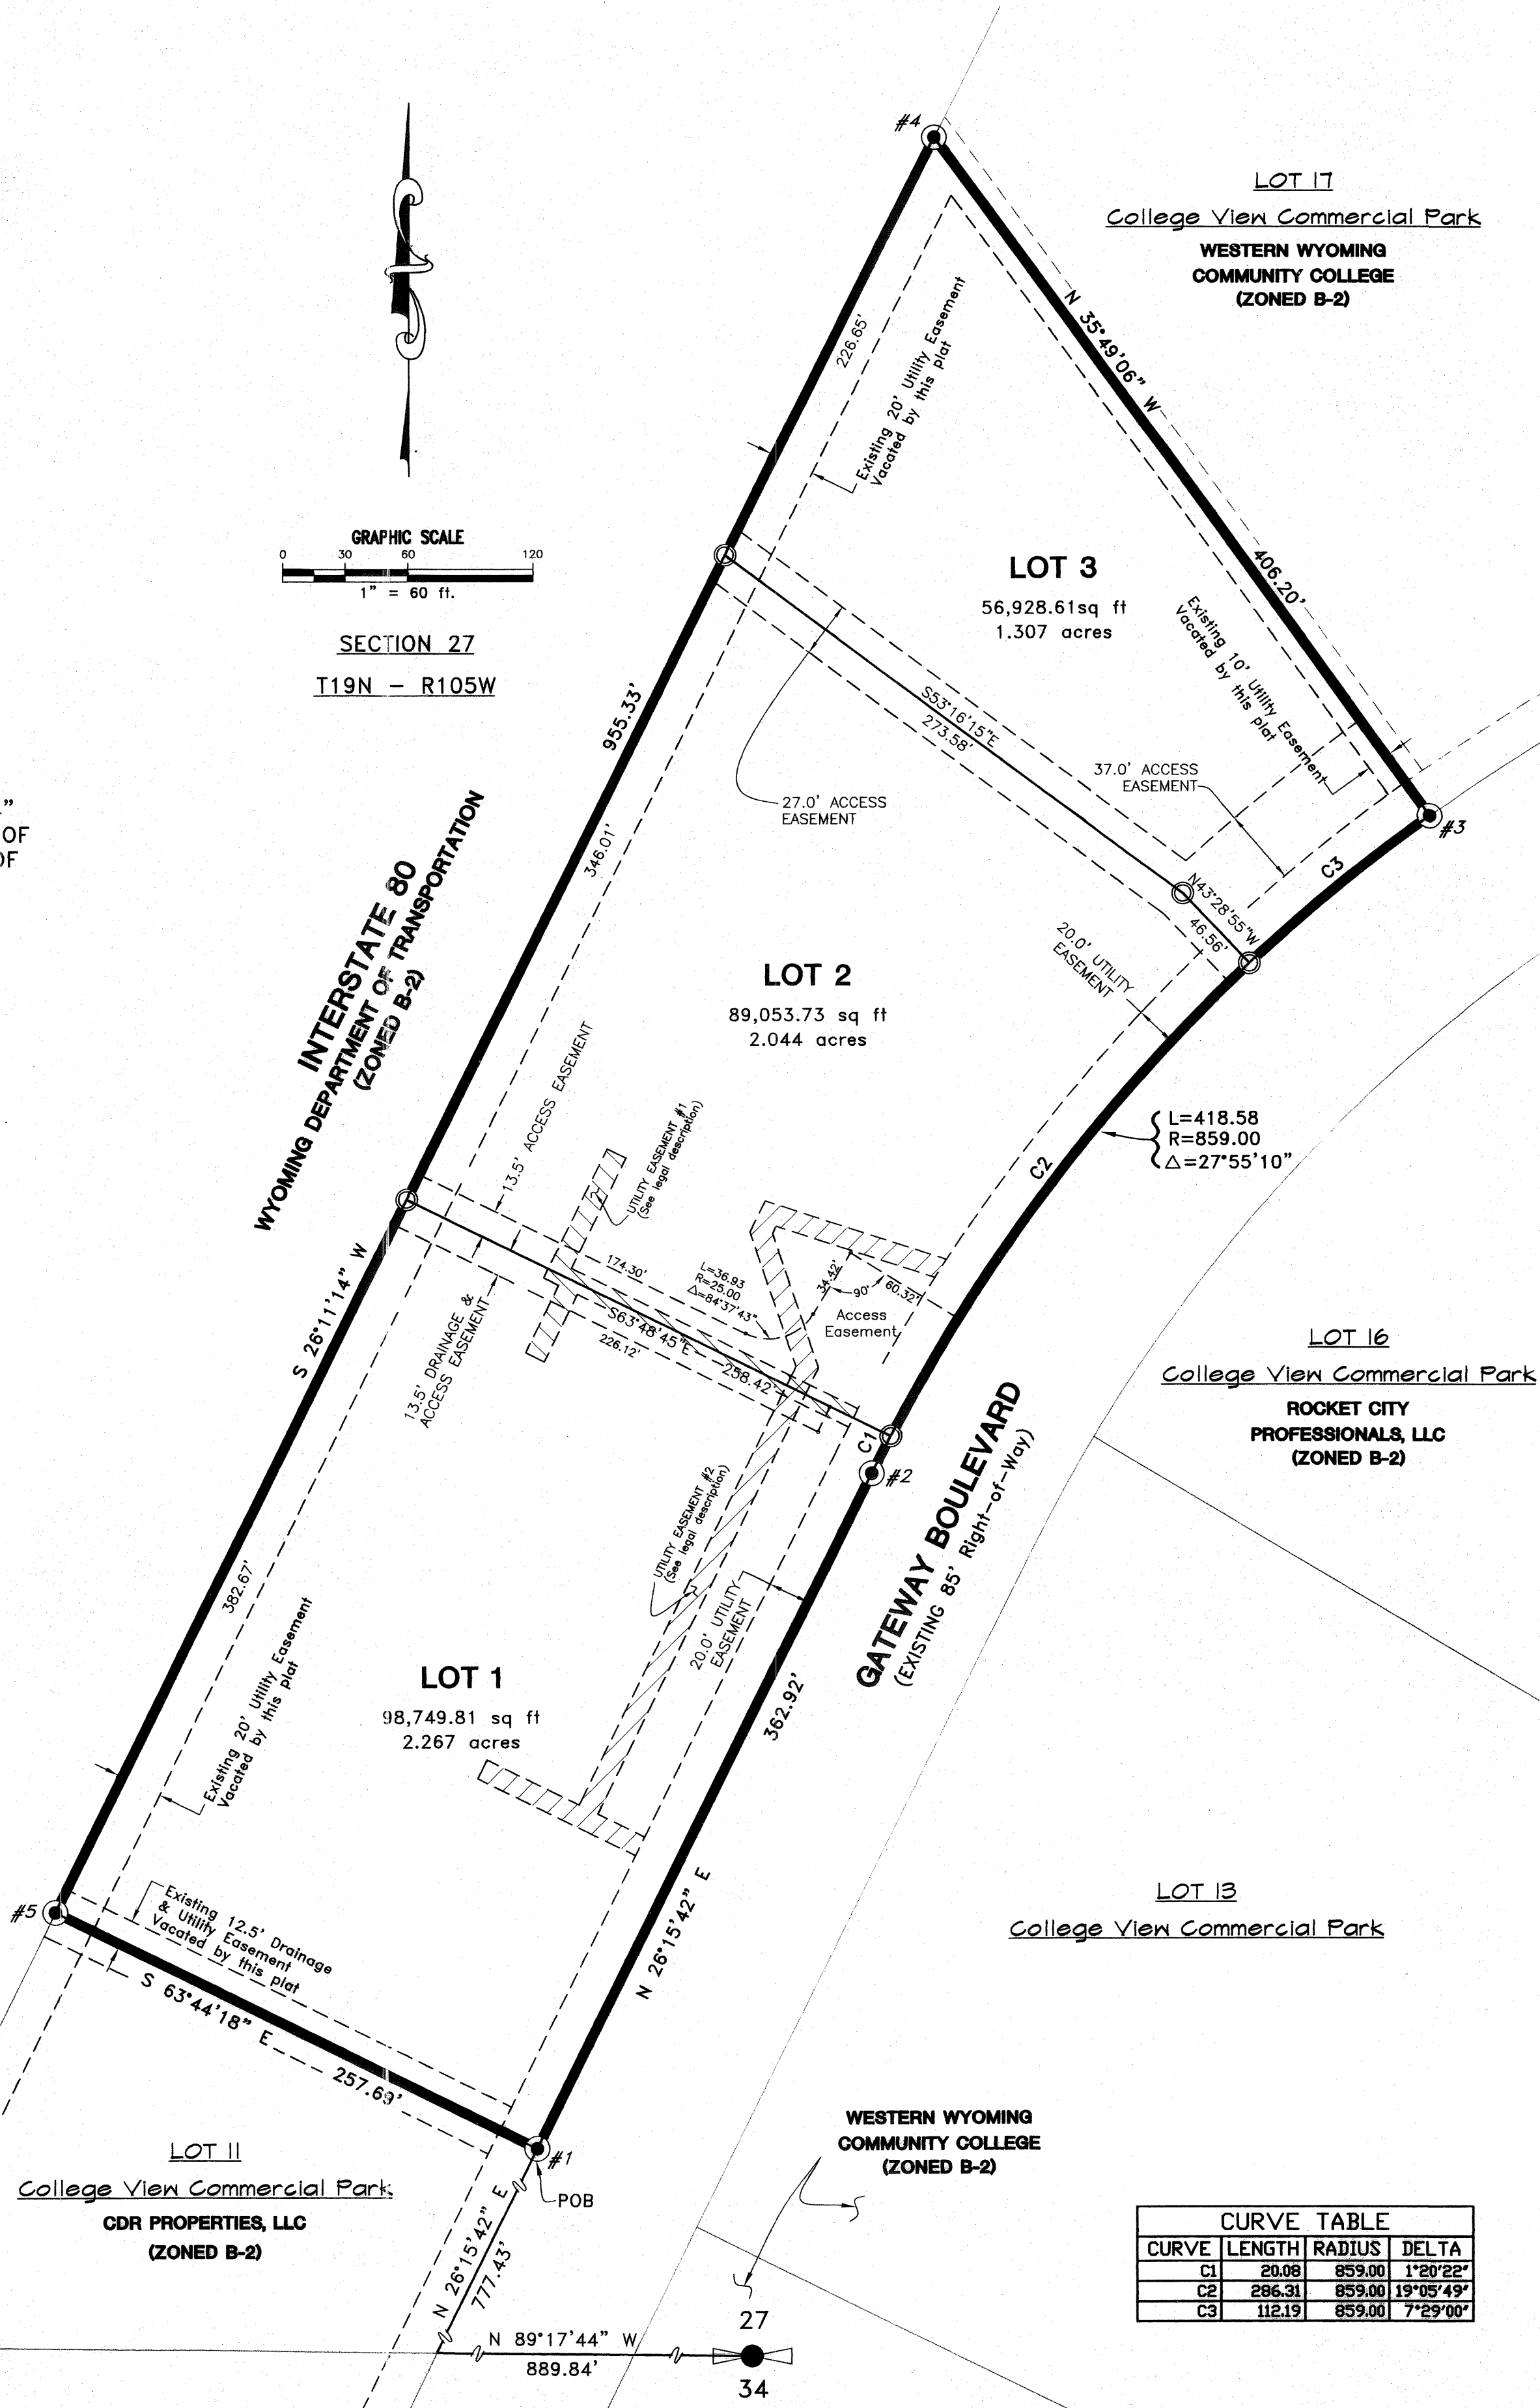 #4
LOT 17
College View Commercial Park
WESTERN WYOMING
COMMUNITY COLLEGE
(ZONED B-2)
N 35°49'06" W
406.20'
226.65'
Existing 20' Utility Easement
Vacated by this plat
GRAPHIC SCALE
0 30 60 120
1" = 60 ft.
SECTION 27
T19N - R105W
LOT 3
56,928.61sq ft
1.307 acres
Existing 10' Utility Easement
Vacated by this plat
S53°16'15"E
273.58'
955.33'
27.0' ACCESS
EASEMENT
37.0' ACCESS
EASEMENT
"
OF
OF
#3
C3
346.01'
N43°28'55"W
46.56'
INTERSTATE 80
WYOMING DEPARTMENT OF TRANSPORTATION
(ZONED B-2)
20.0' UTILITY
EASEMENT
LOT 2
89,053.73 sq ft
2.044 acres
L=418.58
R=859.00
△=27°55'10"
C2
13.5' ACCESS EASEMENT
UTILITY EASEMENT #1
(See legal description)
S 26°11'14" W
174.30'
L=36.93
R=25.00
△=84°37'43"
34.42'
90°
60.32'
Access
Easement
S63°48'45"E
258.42'
226.12'
13.5' DRAINAGE &
ACCESS EASEMENT
LOT 16
College View Commercial Park
ROCKET CITY
PROFESSIONALS, LLC
(ZONED B-2)
C1
#2
GATEWAY BOULEVARD
(EXISTING 85' Right-of-Way)
UTILITY EASEMENT #2
(See legal description)
382.67'
20.0' UTILITY
EASEMENT
Existing 20' Utility Easement
Vacated by this plat
LOT 1
98,749.81 sq ft
2.267 acres
362.92'
N 26°15'42" E
#5
Existing 12.5' Drainage
& Utility Easement
Vacated by this plat
LOT 13
College View Commercial Park
S 63°44'18" E
257.69'
#1
POB
LOT 11
College View Commercial Park
CDR PROPERTIES, LLC
(ZONED B-2)
WESTERN WYOMING
COMMUNITY COLLEGE
(ZONED B-2)
N 26°15'42" E
777.43'
N 89°17'44" W
889.84'
27
34
CURVE TABLE
CURVE LENGTH RADIUS DELTA
C1 20.08 859.00 1°20'22"
C2 286.31 859.00 19°05'49"
C3 112.19 859.00 7°29'00"